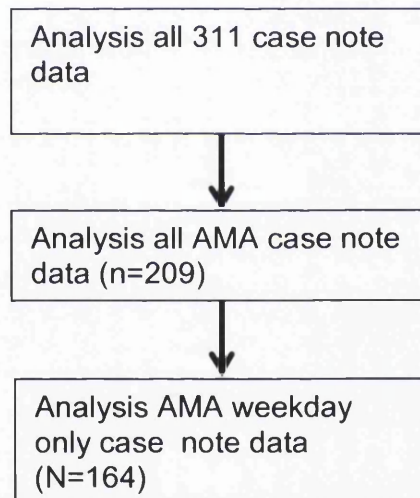 Analysis all 311 case note
data
Analysis all AMA case note
data (n=209)
Analysis AMA weekday
only case note data
(N=164)